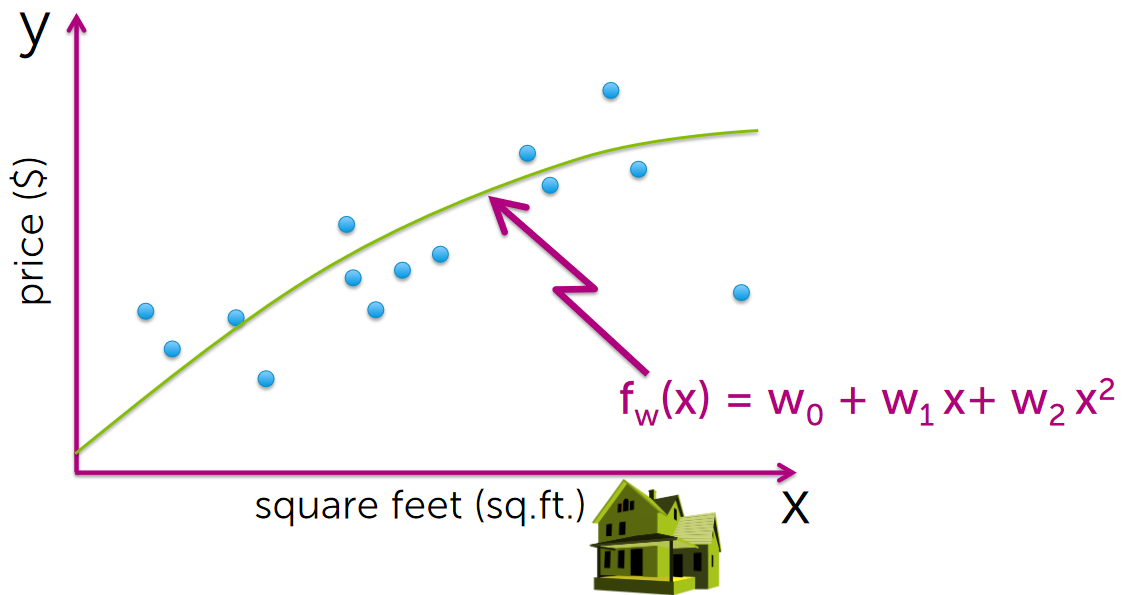 y
price ($)
f_w(x) = w_0 + w_1 x+ w_2 x^2
square feet (sq.ft.)
x